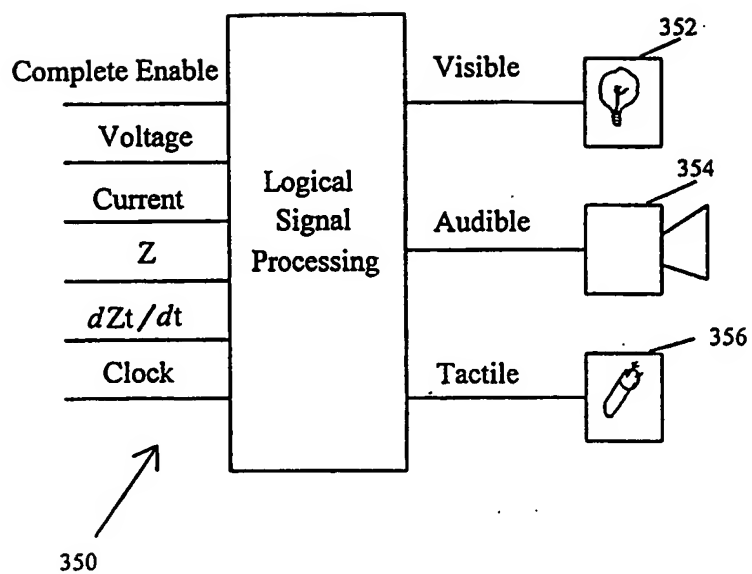 352
Complete Enable
Visible
Voltage
354
Current
Logical
Signal
Processing
Audible
Z
dZt/dt
356
Clock
Tactile
350